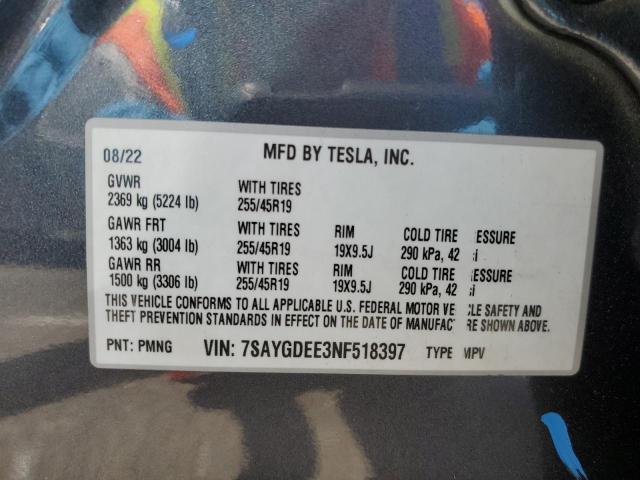 08/22 MFD BY TESLA, INC.
GVWR WITH TIRES
2369 kg (5224 lb) 255/45R19
GAWR FRT WITH TIRES RIM COLD TIRE ESSURE
1363 kg (3004 lb) 255/45R19 19X9.5J 290 kPa, 42 i
GAWR RR WITH TIRES RIM COLD TIRE ESSURE
1500 kg (3306 lb) 255/45R19 19X9.5J 290 kPa, 42 i
THIS VEHICLE CONFORMS TO ALL APPLICABLE U.S. FEDERAL MOTOR VE CLE SAFETY AND
THEFT PREVENTION STANDARDS IN EFFECT ON THE DATE OF MANUFAC RE SHOWN ABOVE.
PNT: PMNG VIN: 7SAYGDEE3NF518397 TYPE MPV